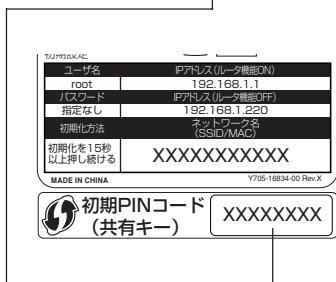 初期設定
ユーザ名 IPアドレス(ルータ機能ON)
root 192.168.1.1
パスワード IPアドレス(ルータ機能OFF)
指定なし 192.168.1.220
初期化方法 ネットワーク名
(SSID/MAC)
初期化を15秒
以上押し続ける XXXXXXXXXXX
MADE IN CHINA Y705-16834-00 Rev.X
初期PINコード
(共有キー) XXXXXXXX